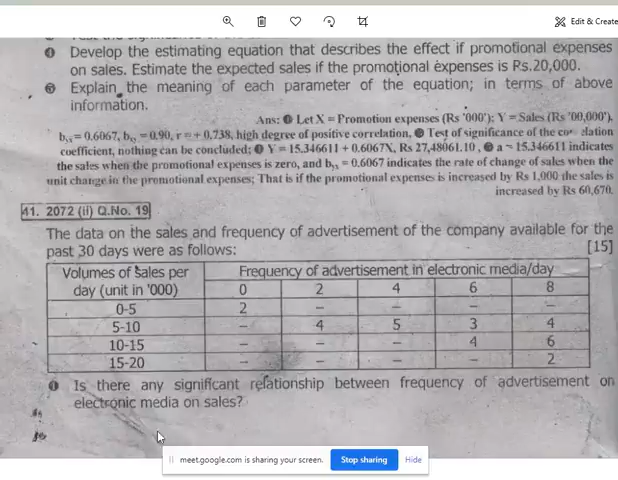 Edit & Create
❹ Develop the estimating equation that describes the effect if promotional expenses
on sales. Estimate the expected sales if the promotional expenses is Rs.20,000.
❺ Explain the meaning of each parameter of the equation; in terms of above
information.
Ans: ❶ Let X = Promotion expenses (Rs '000'); Y = Sales (Rs '00,000'),
= 0.6067, = 0.90, r = + 0.738, high degree of positive correlation, ❷ Test of significance of the correlation
coefficient, nothing can be concluded; ❸ Y = 15.346611 + 0.6067X, Rs 27,48061.10, ❹ a = 15.346611 indicates
the sales when the promotional expenses is zero, and = 0.6067 indicates the rate of change of sales when the
unit change in the promotional expenses; That is if the promotional expenses is increased by Rs 1,000 the sales is
increased by Rs 60,670.
41. 2072 (ii) Q.No. 19
The data on the sales and frequency of advertisement of the company available for the
past 30 days were as follows: [15]
Volumes of sales per Frequency of advertisement in electronic media/day
day (unit in '000) 0 2 4 6 8
0-5 2 – – – –
5-10 – 4 5 3 4
10-15 – – – 4 6
15-20 – – – – 2
❶ Is there any significant relationship between frequency of advertisement on
electronic media on sales?
meet.google.com is sharing your screen. Stop sharing Hide